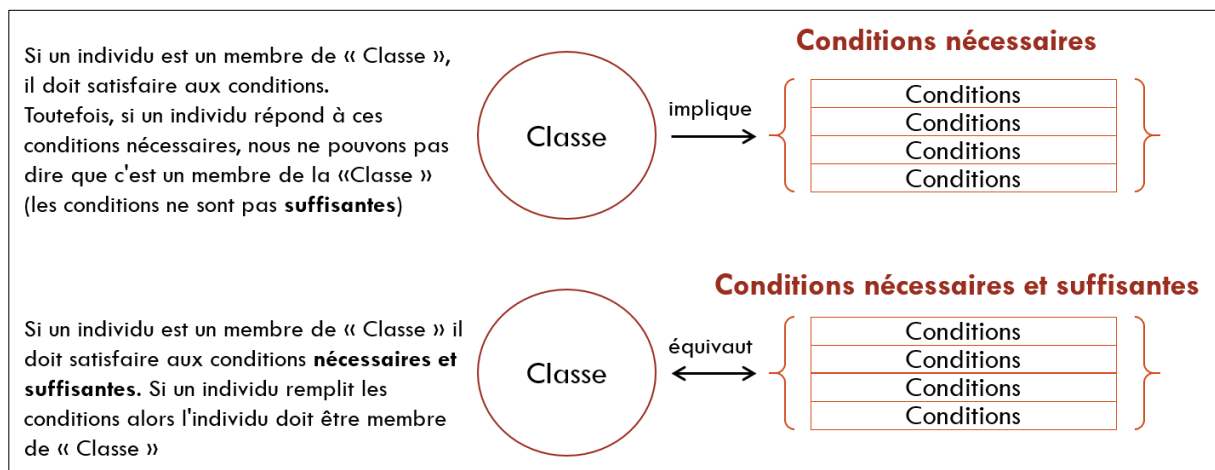 Si un individu est un membre de « Classe »,
il doit satisfaire aux conditions.
Toutefois, si un individu répond à ces
conditions nécessaires, nous ne pouvons pas
dire que c'est un membre de la «Classe »
(les conditions ne sont pas suffisantes)
Classe
implique
Conditions nécessaires
Conditions
Conditions
Conditions
Conditions
Si un individu est un membre de « Classe » il
doit satisfaire aux conditions nécessaires et
suffisantes. Si un individu remplit les
conditions alors l'individu doit être membre
de « Classe »
Classe
équivaut
Conditions nécessaires et suffisantes
Conditions
Conditions
Conditions
Conditions